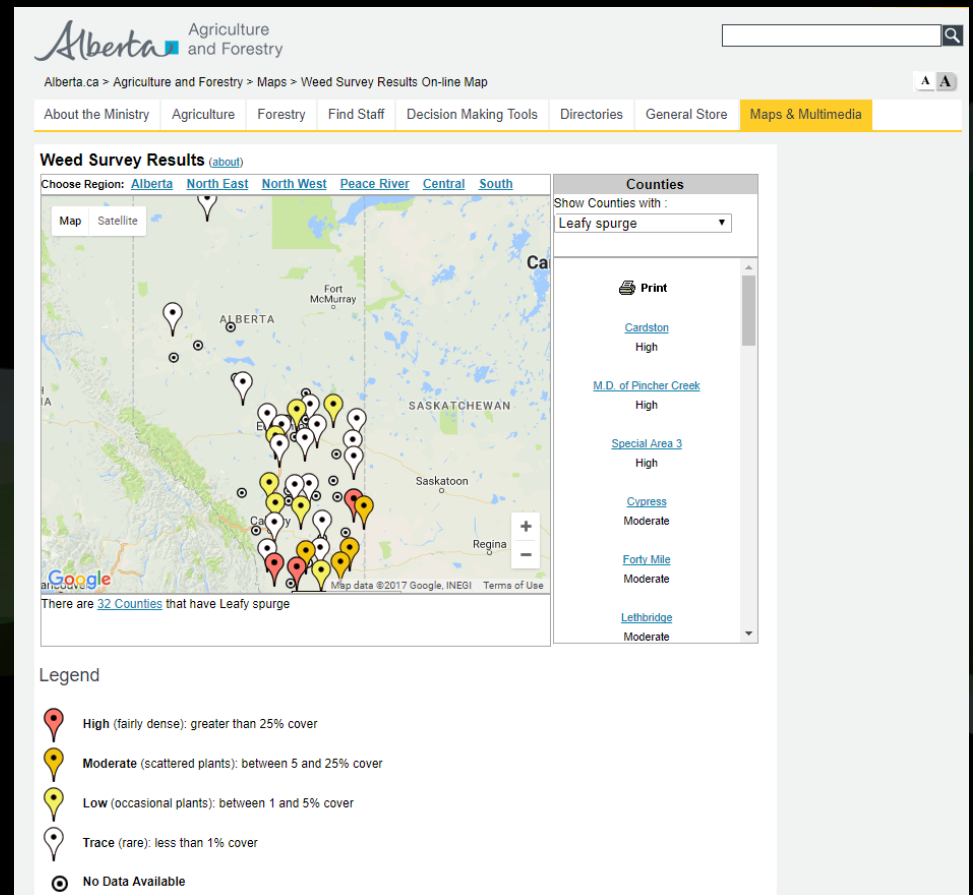 Alberta Agriculture
and Forestry
Alberta.ca > Agriculture and Forestry > Maps > Weed Survey Results On-line Map
A A
About the Ministry Agriculture Forestry Find Staff Decision Making Tools Directories General Store Maps & Multimedia
Weed Survey Results (about)
Choose Region: Alberta North East North West Peace River Central South
Map Satellite
Fort
McMurray
ALBERTA
SASKATCHEWAN
Saskatoon
Regina
+
−
Google
Map data ©2017 Google, INEGI Terms of Use
There are 32 Counties that have Leafy spurge
Counties
Show Counties with :
Leafy spurge
Print
Cardston
High
M.D. of Pincher Creek
High
Special Area 3
High
Cypress
Moderate
Forty Mile
Moderate
Lethbridge
Moderate
Legend
High (fairly dense): greater than 25% cover
Moderate (scattered plants): between 5 and 25% cover
Low (occasional plants): between 1 and 5% cover
Trace (rare): less than 1% cover
No Data Available